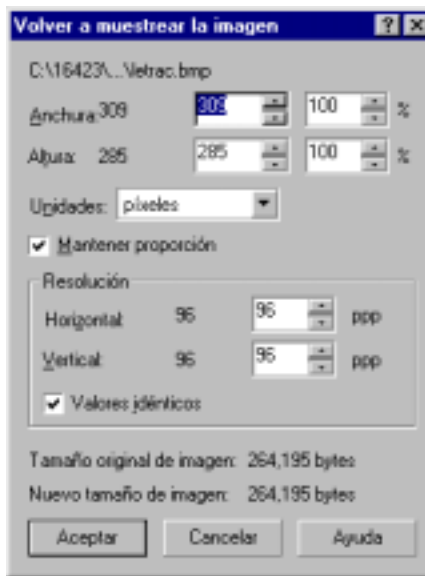 Volver a muestrear la imagen
C:\16423\...\letrac.bmp
Anchura: 309 309 100 %
Altura: 285 285 100 %
Unidades: píxeles
Mantener proporción
Resolución
Horizontal: 96 96 ppp
Vertical: 96 96 ppp
Valores idénticos
Tamaño original de imagen: 264,195 bytes
Nuevo tamaño de imagen: 264,195 bytes
Aceptar Cancelar Ayuda